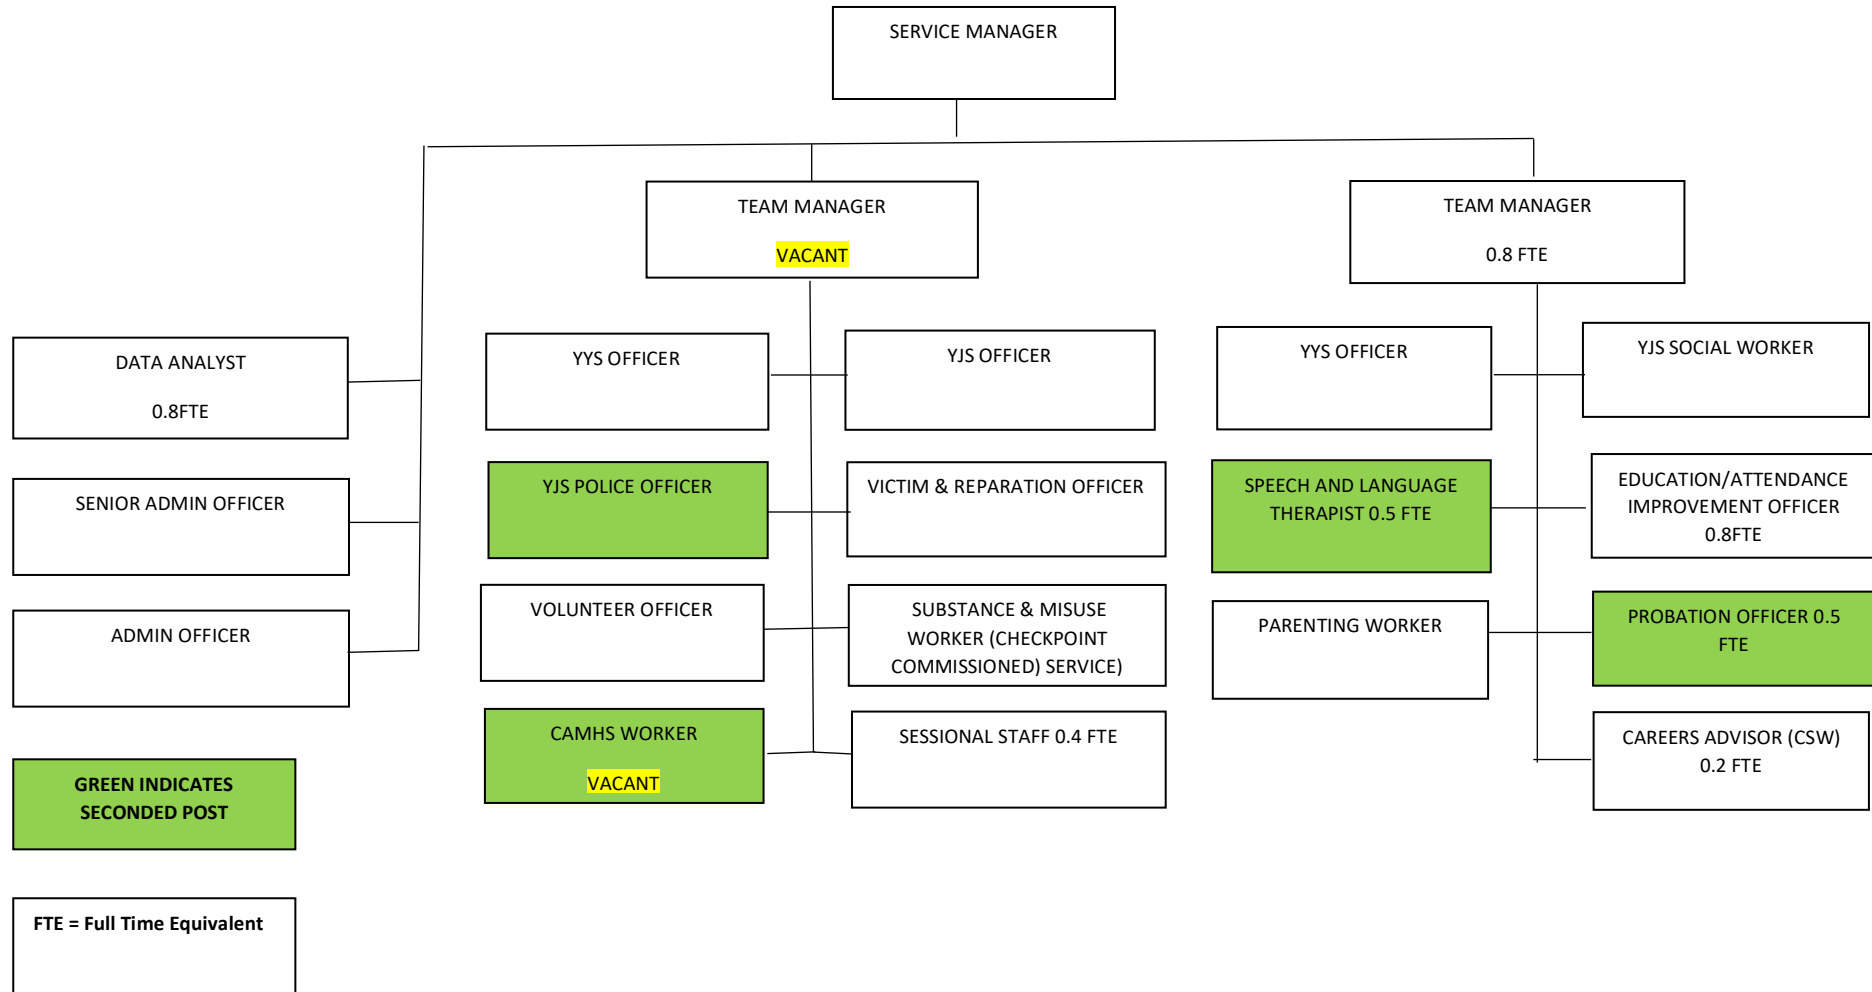 SERVICE MANAGER
TEAM MANAGER
VACANT
TEAM MANAGER
0.8 FTE
DATA ANALYST
0.8FTE
SENIOR ADMIN OFFICER
ADMIN OFFICER
YYS OFFICER
YJS OFFICER
YJS POLICE OFFICER
VICTIM & REPARATION OFFICER
VOLUNTEER OFFICER
SUBSTANCE & MISUSE
WORKER (CHECKPOINT
COMMISSIONED) SERVICE)
CAMHS WORKER
VACANT
SESSIONAL STAFF 0.4 FTE
YYS OFFICER
YJS SOCIAL WORKER
SPEECH AND LANGUAGE
THERAPIST 0.5 FTE
EDUCATION/ATTENDANCE
IMPROVEMENT OFFICER
0.8FTE
PARENTING WORKER
PROBATION OFFICER 0.5
FTE
CAREERS ADVISOR (CSW)
0.2 FTE
GREEN INDICATES
SECONDED POST
FTE = Full Time Equivalent